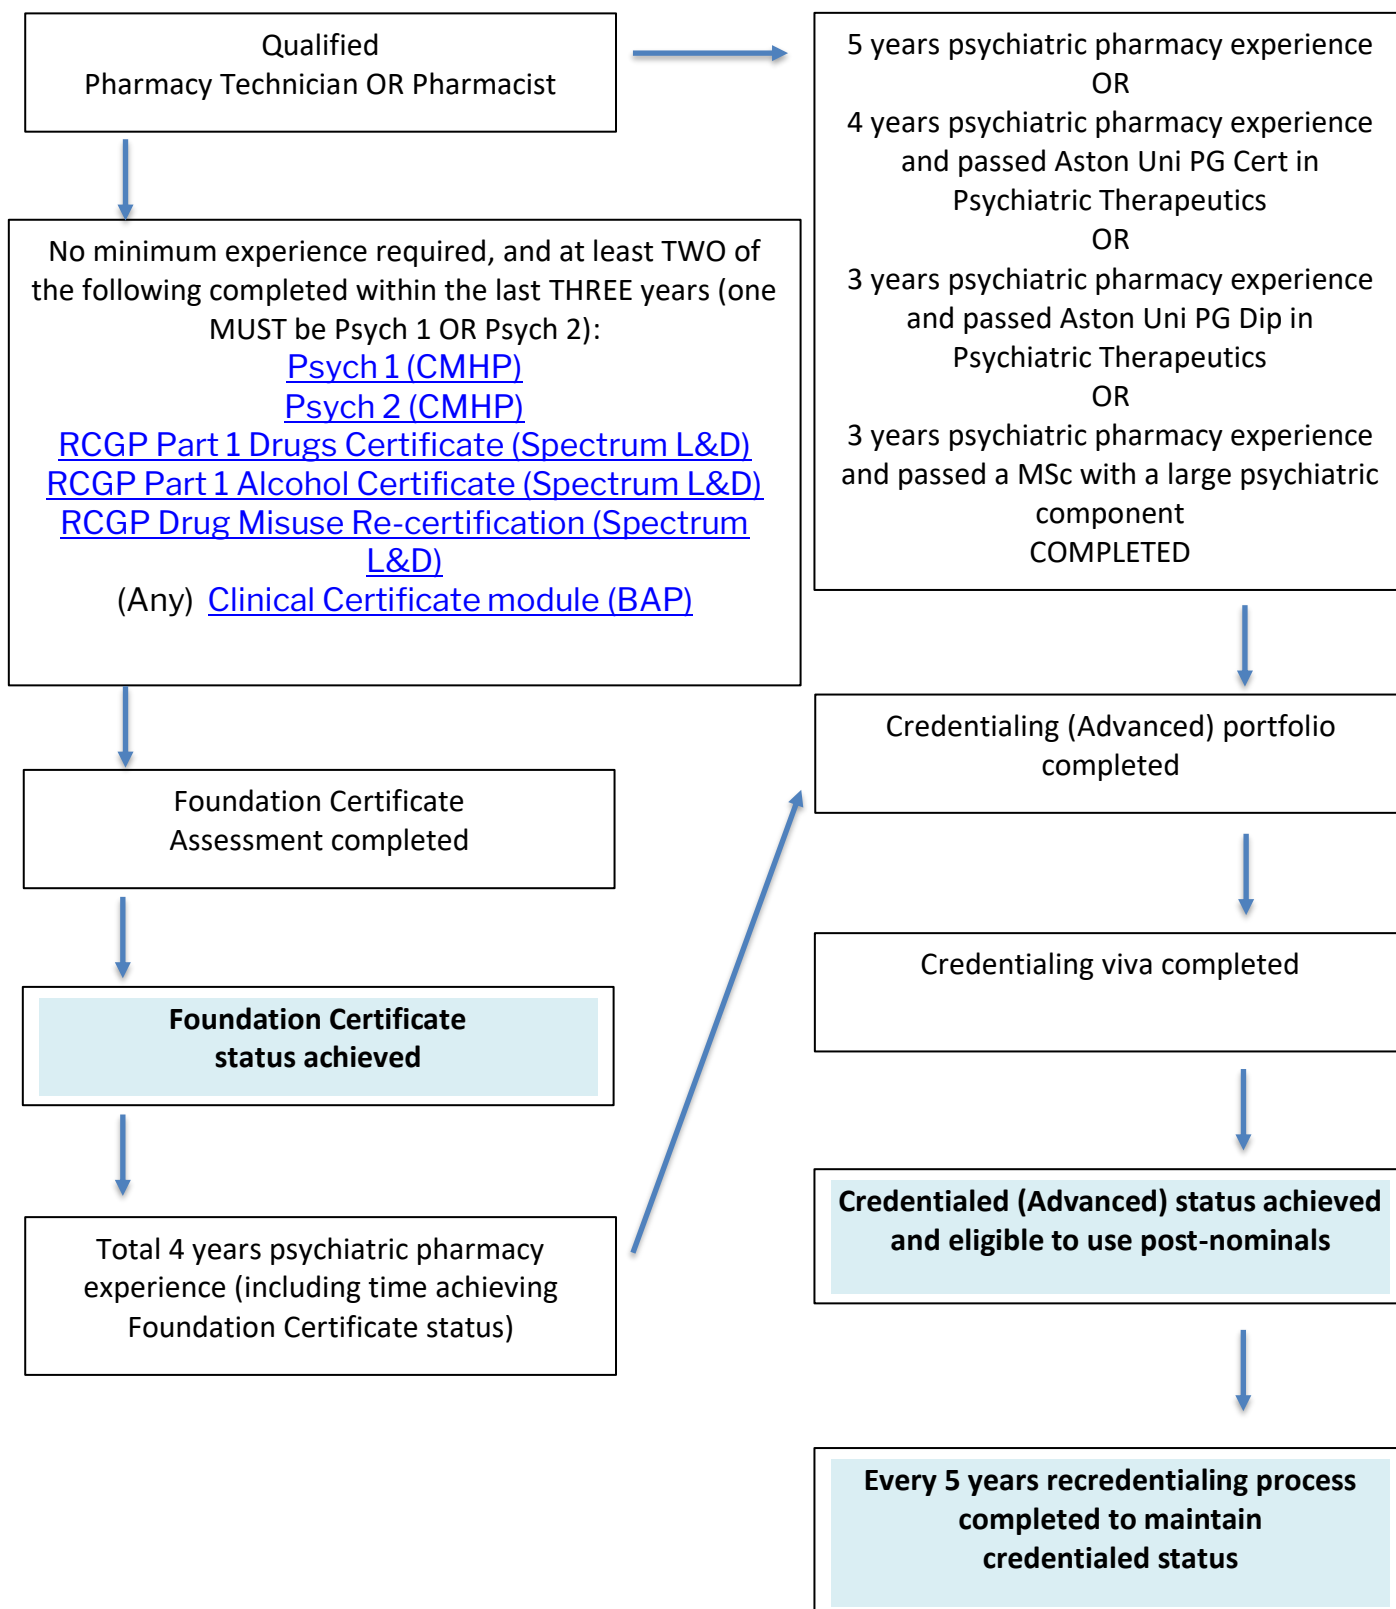 Qualified
Pharmacy Technician OR Pharmacist
No minimum experience required, and at least TWO of
the following completed within the last THREE years (one
MUST be Psych 1 OR Psych 2):
Psych 1 (CMHP)
Psych 2 (CMHP)
RCGP Part 1 Drugs Certificate (Spectrum L&D)
RCGP Part 1 Alcohol Certificate (Spectrum L&D)
RCGP Drug Misuse Re-certification (Spectrum
L&D)
(Any) Clinical Certificate module (BAP)
Foundation Certificate
Assessment completed
Foundation Certificate
status achieved
Total 4 years psychiatric pharmacy
experience (including time achieving
Foundation Certificate status)
5 years psychiatric pharmacy experience
OR
4 years psychiatric pharmacy experience
and passed Aston Uni PG Cert in
Psychiatric Therapeutics
OR
3 years psychiatric pharmacy experience
and passed Aston Uni PG Dip in
Psychiatric Therapeutics
OR
3 years psychiatric pharmacy experience
and passed a MSc with a large psychiatric
component
COMPLETED
Credentialing (Advanced) portfolio
completed
Credentialing viva completed
Credentialed (Advanced) status achieved
and eligible to use post-nominals
Every 5 years recredentialing process
completed to maintain
credentialed status